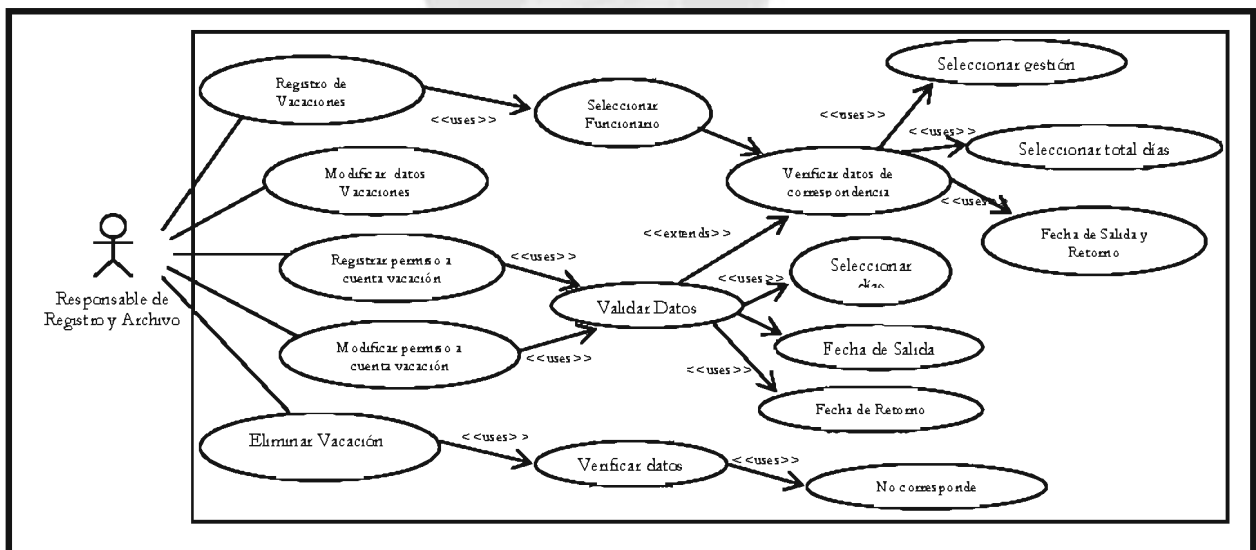 Registro de
Vacaciones
<<uses>>
Seleccionar
Funcionario
Seleccionar gestión
<<uses>>
<<uses>>
Seleccionar total días
Verificar datos de
correspondencia
<<uses>>
Fecha de Salida y
Retorno
Modificar datos
Vacaciones
<<extends>>
Responsable de
Registro y Archivo
Registrar permiso a
cuenta vacación
<<uses>>
Validar Datos
<<uses>>
Seleccionar
días
Modificar permiso a
cuenta vacación
<<uses>>
Fecha de Salida
<<uses>>
Fecha de Retorno
Eliminar Vacación
<<uses>>
Verificar datos
<<uses>>
No corresponde